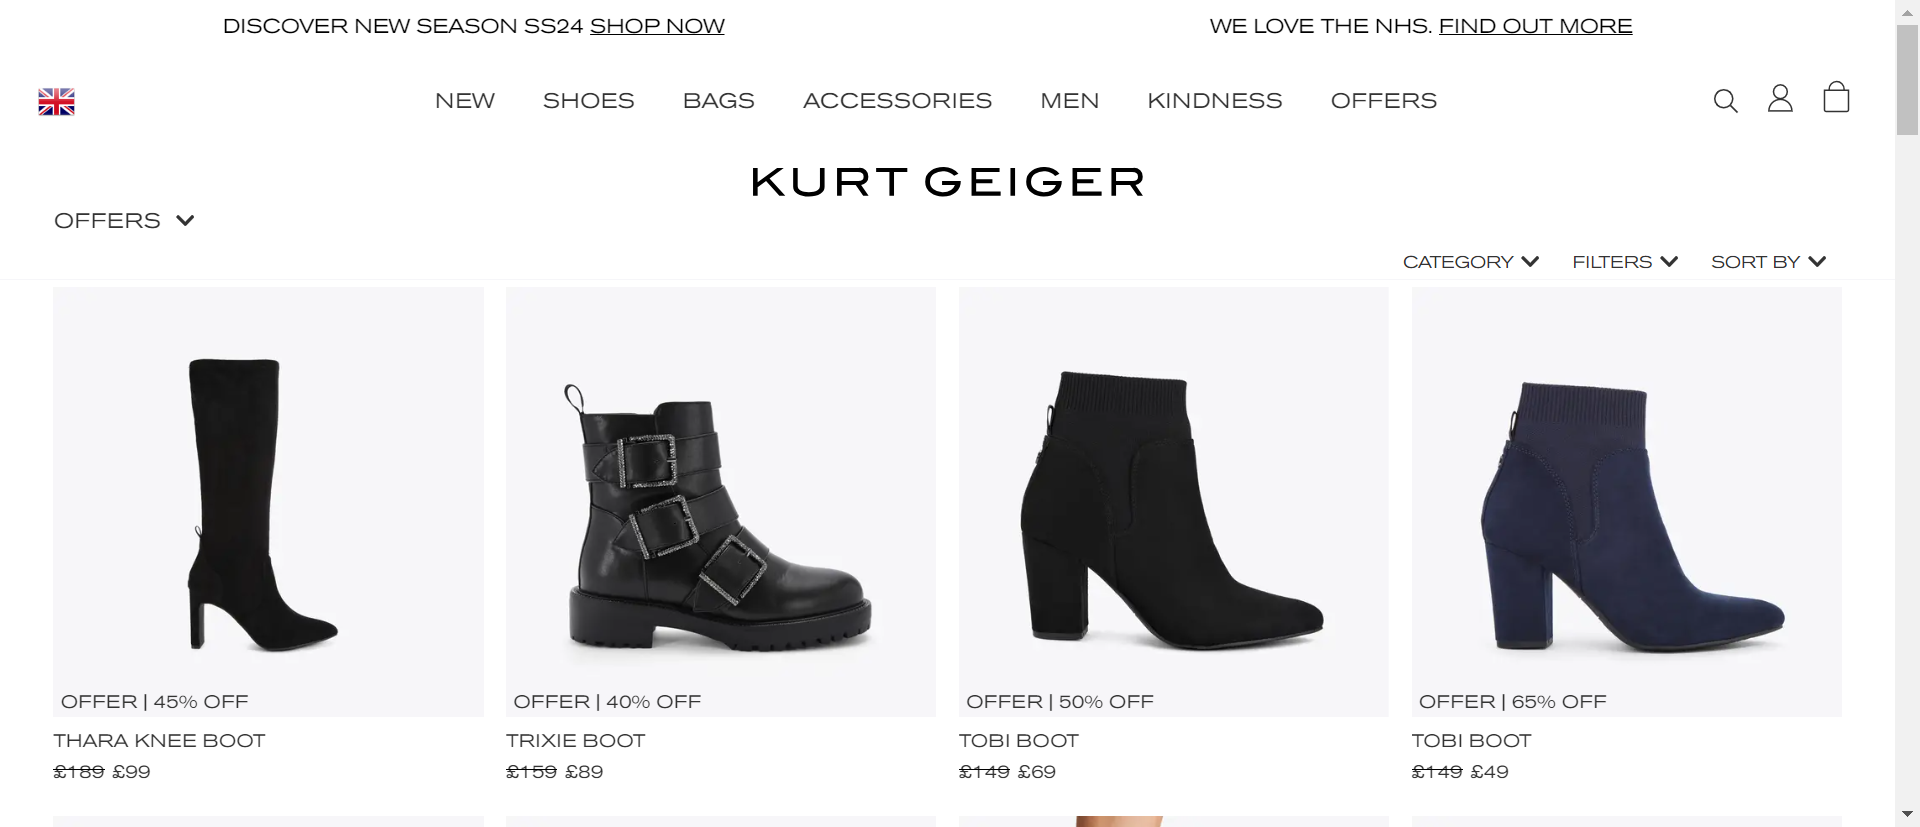 DISCOVER NEW SEASON SS24 SHOP NOW
WE LOVE THE NHS. FIND OUT MORE
NEW SHOES BAGS ACCESSORIES MEN KINDNESS OFFERS
KURT GEIGER
OFFERS
CATEGORY FILTERS SORT BY
OFFER | 45% OFF
THARA KNEE BOOT
£189 £99
OFFER | 40% OFF
TRIXIE BOOT
£159 £89
OFFER | 50% OFF
TOBI BOOT
£149 £69
OFFER | 65% OFF
TOBI BOOT
£149 £49